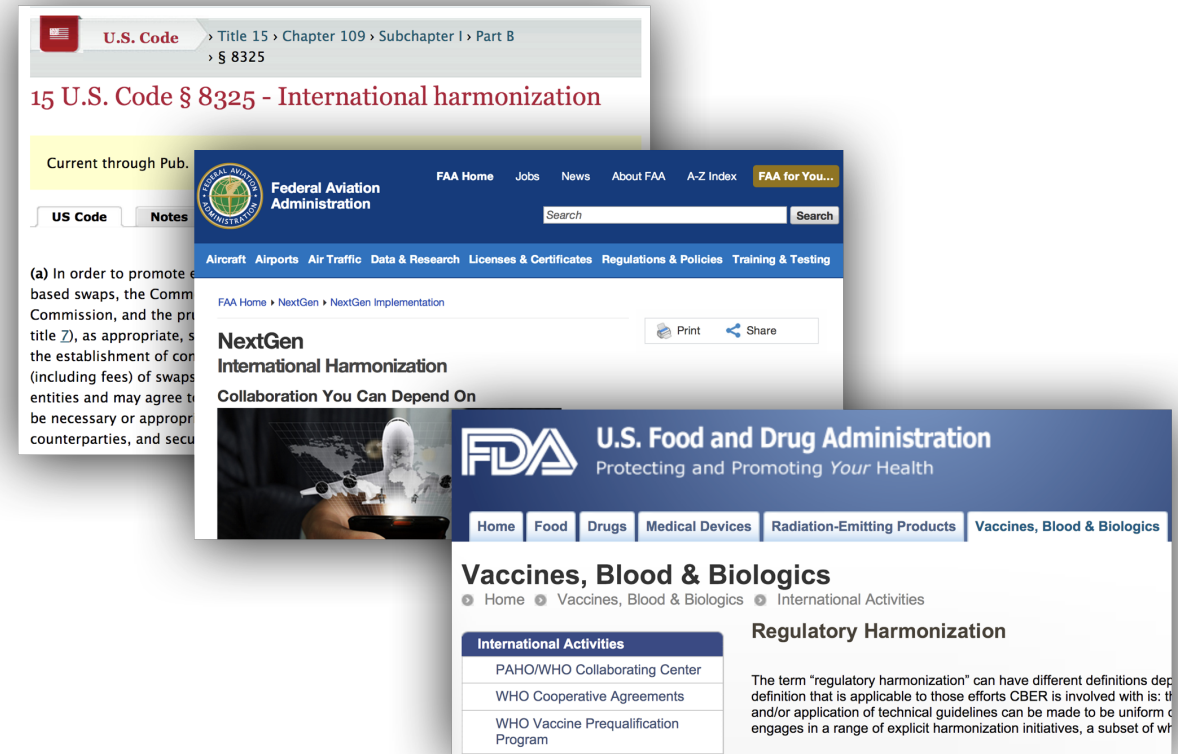 U.S. Code
› Title 15 › Chapter 109 › Subchapter I › Part B
› § 8325
15 U.S. Code § 8325 - International harmonization
Current through Pub.
US Code
Notes
(a) In order to promote
based swaps, the Comm
Commission, and the pru
title 7), as appropriate, s
the establishment of con
(including fees) of swaps
entities and may agree to
be necessary or appropr
counterparties, and secu
FEDERAL AVIATION
ADMINISTRATION
Federal Aviation
Administration
FAA Home Jobs News About FAA A-Z Index FAA for You...
Search
Search
Aircraft Airports Air Traffic Data & Research Licenses & Certificates Regulations & Policies Training & Testing
FAA Home NextGen NextGen Implementation
Print
Share
NextGen
International Harmonization
Collaboration You Can Depend On
FDA
U.S. Food and Drug Administration
Protecting and Promoting Your Health
Home Food Drugs Medical Devices Radiation-Emitting Products Vaccines, Blood & Biologics
Vaccines, Blood & Biologics
Home Vaccines, Blood & Biologics International Activities
International Activities
PAHO/WHO Collaborating Center
WHO Cooperative Agreements
WHO Vaccine Prequalification
Program
Regulatory Harmonization
The term “regulatory harmonization” can have different definitions dep
definition that is applicable to those efforts CBER is involved with is: th
and/or application of technical guidelines can be made to be uniform o
engages in a range of explicit harmonization initiatives, a subset of wh